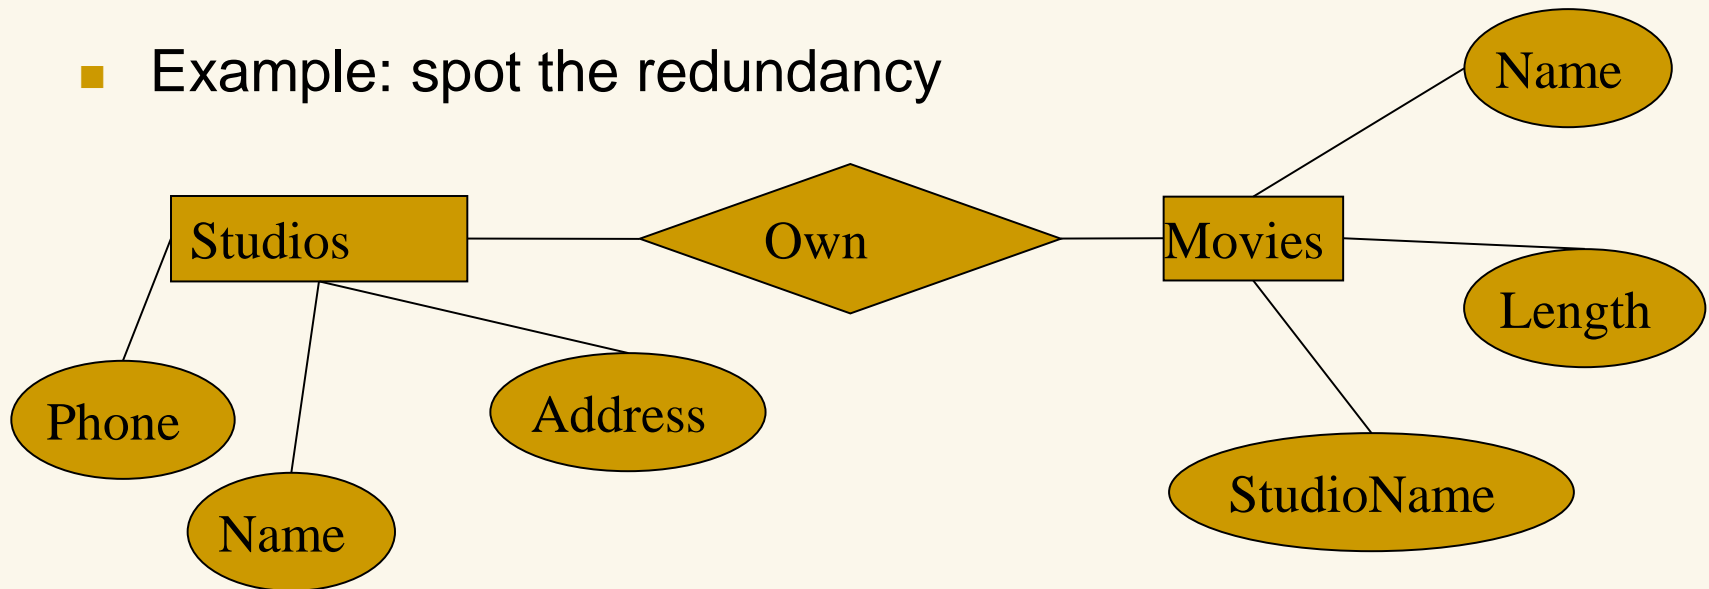 Example: spot the redundancy
Name
Studios
Own
Movies
Length
Phone
Address
Name
StudioName